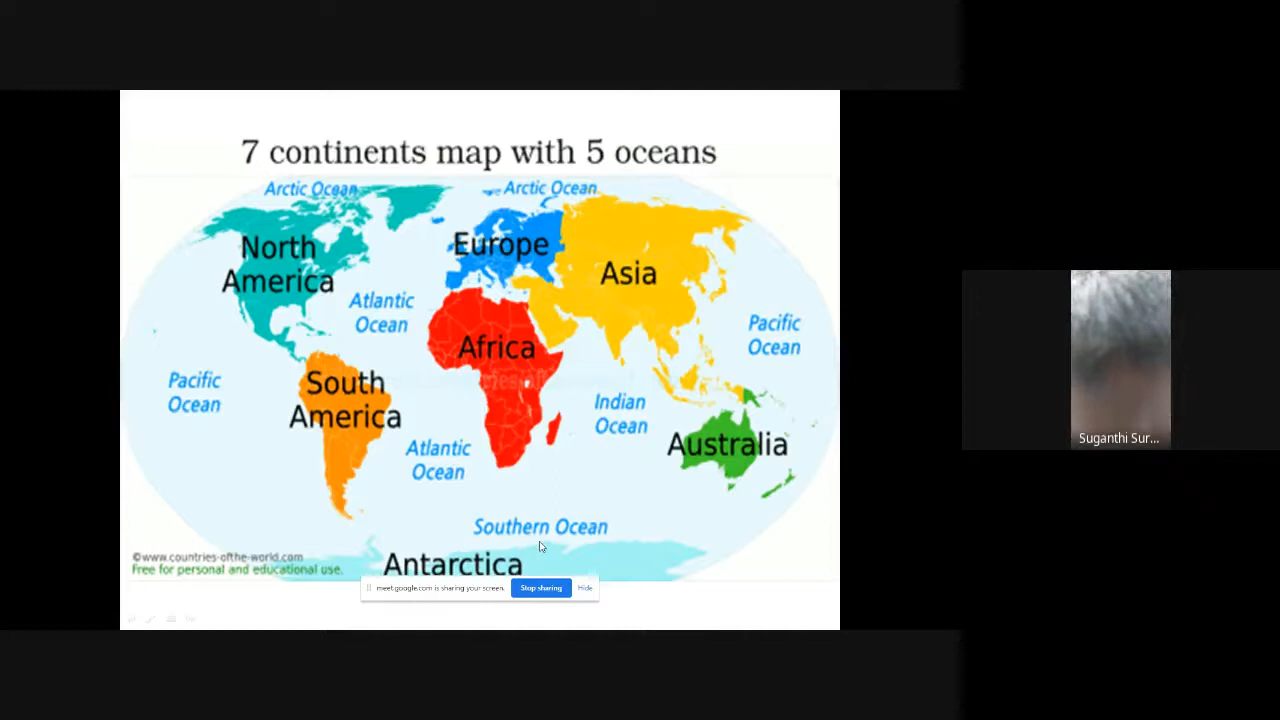 7 continents map with 5 oceans
Arctic Ocean
Arctic Ocean
North
America
Europe
Asia
Atlantic
Ocean
Pacific
Ocean
Africa
Pacific
Ocean
South
America
Indian
Ocean
Atlantic
Ocean
Australia
Southern Ocean
©www.countries-ofthe-world.com
Free for personal and educational use.
Antarctica
meet.google.com is sharing your screen.
Stop sharing
Hide
Suganthi Sur...